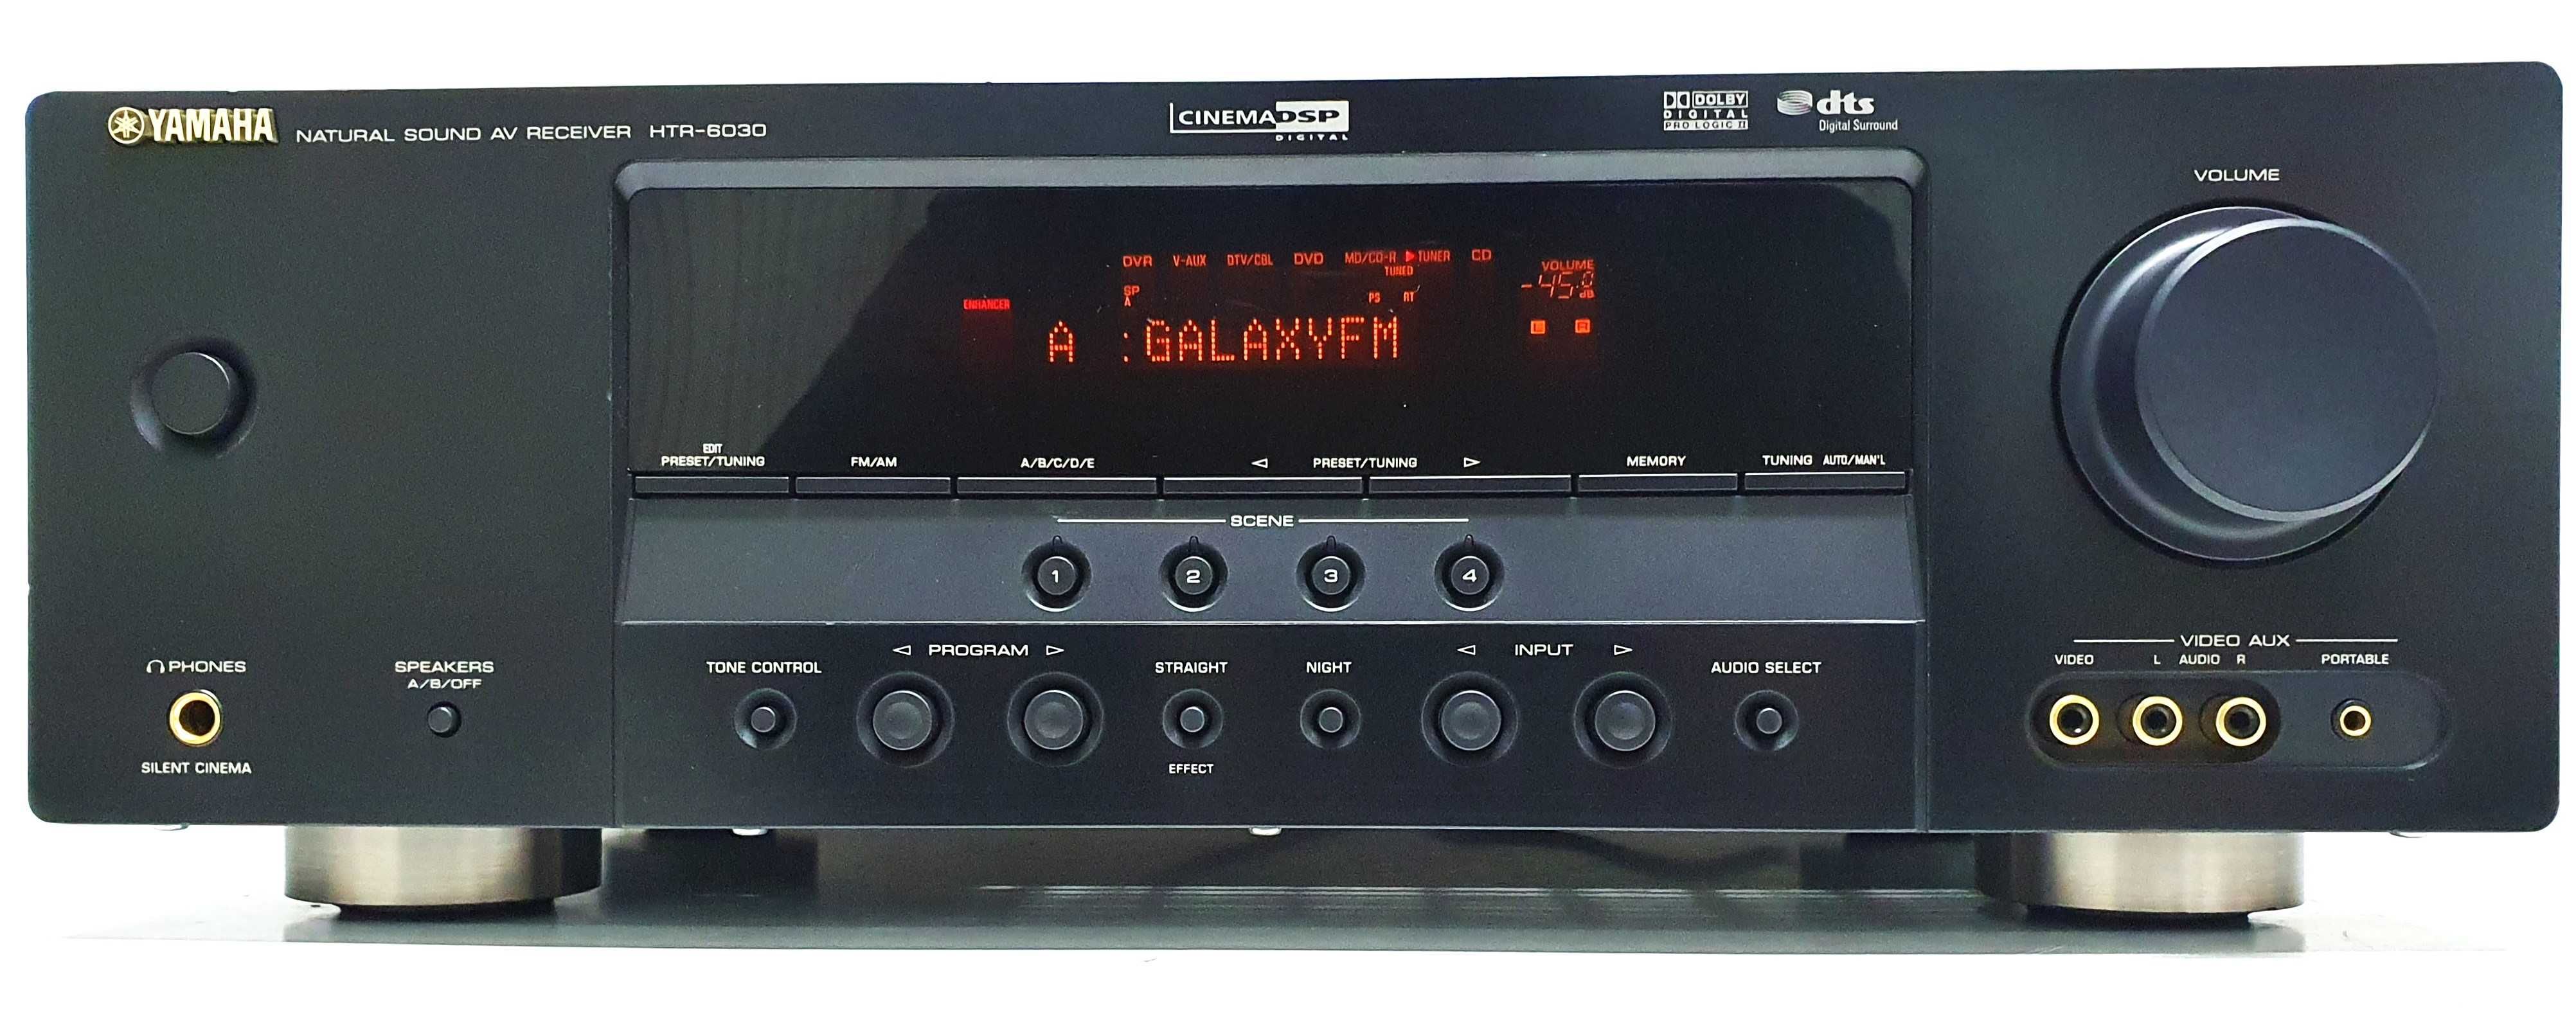 YAMAHA NATURAL SOUND AV RECEIVER HTR-6030
CINEMA DSP
DIGITAL
DOLBY
DIGITAL
PRO LOGIC II
dts
Digital Surround
VOLUME
DVR V-AUX DTV/CBL DVD MD/CD-R TUNER CD
TUNED
VOLUME
-45.0
dB
SP
A
PS RT
ENHANCER
A :GALAXYFM
L R
EDIT
PRESET/TUNING FM/AM A/B/C/D/E PRESET/TUNING MEMORY TUNING AUTO/MAN'L
SCENE
1 2 3 4
PHONES
SILENT CINEMA
SPEAKERS
A/B/OFF
TONE CONTROL
PROGRAM
STRAIGHT
EFFECT
NIGHT
INPUT
AUDIO SELECT
VIDEO AUX
VIDEO L AUDIO R PORTABLE